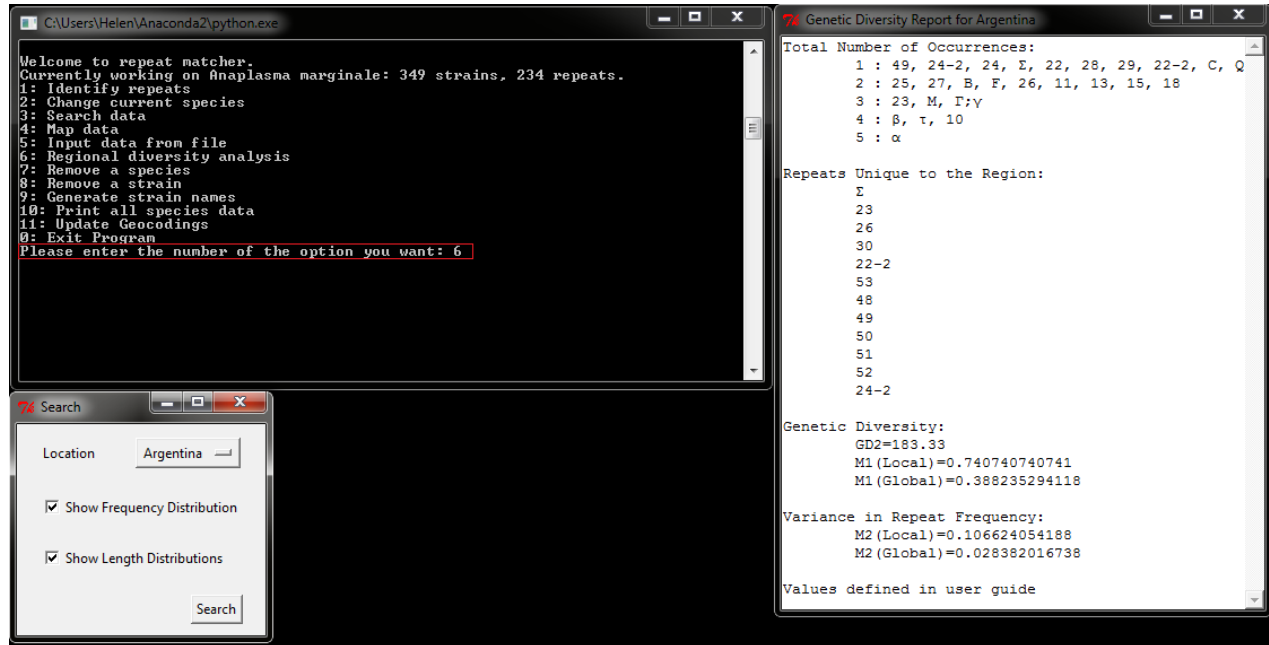 C:\Users\Helen\Anaconda2\python.exe
Welcome to repeat matcher.
Currently working on Anaplasma marginale: 349 strains, 234 repeats.
1: Identify repeats
2: Change current species
3: Search data
4: Map data
5: Input data from file
6: Regional diversity analysis
7: Remove a species
8: Remove a strain
9: Generate strain names
10: Print all species data
11: Update Geocodings
0: Exit Program
Please enter the number of the option you want: 6
Search
Location Argentina
Show Frequency Distribution
Show Length Distributions
Search
Genetic Diversity Report for Argentina
Total Number of Occurrences:
1 : 49, 24-2, 24, Σ, 22, 28, 29, 22-2, C, Q
2 : 25, 27, B, F, 26, 11, 13, 15, 18
3 : 23, M, Γ;γ
4 : β, τ, 10
5 : α
Repeats Unique to the Region:
Σ
23
26
30
22-2
53
48
49
50
51
52
24-2
Genetic Diversity:
GD2=183.33
M1(Local)=0.740740740741
M1(Global)=0.388235294118
Variance in Repeat Frequency:
M2(Local)=0.106624054188
M2(Global)=0.028382016738
Values defined in user guide